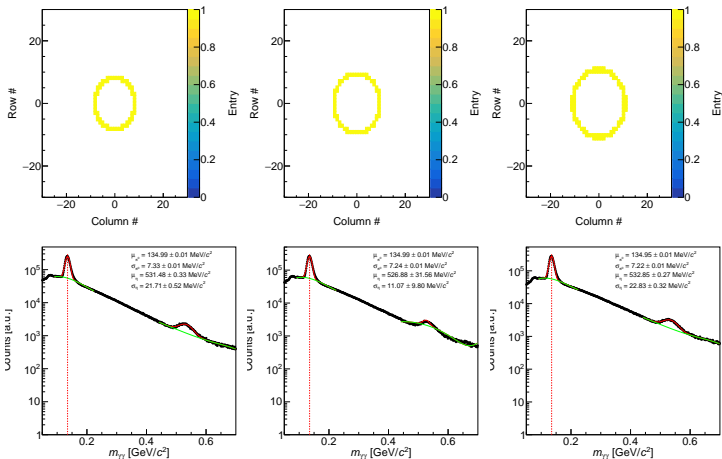 20
0
−20
Row #
−20 0 20
Column #
1
0.8
0.6
0.4
0.2
0
Entry
20
0
−20
Row #
−20 0 20
Column #
1
0.8
0.6
0.4
0.2
0
Entry
20
0
−20
Row #
−20 0 20
Column #
1
0.8
0.6
0.4
0.2
0
Entry
μπ0 = 134.99 ± 0.01 MeV/c²
σπ0 = 7.33 ± 0.01 MeV/c²
μη = 531.48 ± 0.33 MeV/c²
ση = 21.71 ± 0.52 MeV/c²
10⁵
10⁴
10³
10²
10
1
Counts [a.u.]
0.2 0.4 0.6
mγγ [GeV/c²]
μπ0 = 134.99 ± 0.01 MeV/c²
σπ0 = 7.24 ± 0.01 MeV/c²
μη = 526.88 ± 31.56 MeV/c²
ση = 11.07 ± 9.80 MeV/c²
10⁵
10⁴
10³
10²
10
1
Counts [a.u.]
0.2 0.4 0.6
mγγ [GeV/c²]
μπ0 = 134.95 ± 0.01 MeV/c²
σπ0 = 7.22 ± 0.01 MeV/c²
μη = 532.85 ± 0.27 MeV/c²
ση = 22.83 ± 0.32 MeV/c²
10⁵
10⁴
10³
10²
10
1
Counts [a.u.]
0.2 0.4 0.6
mγγ [GeV/c²]